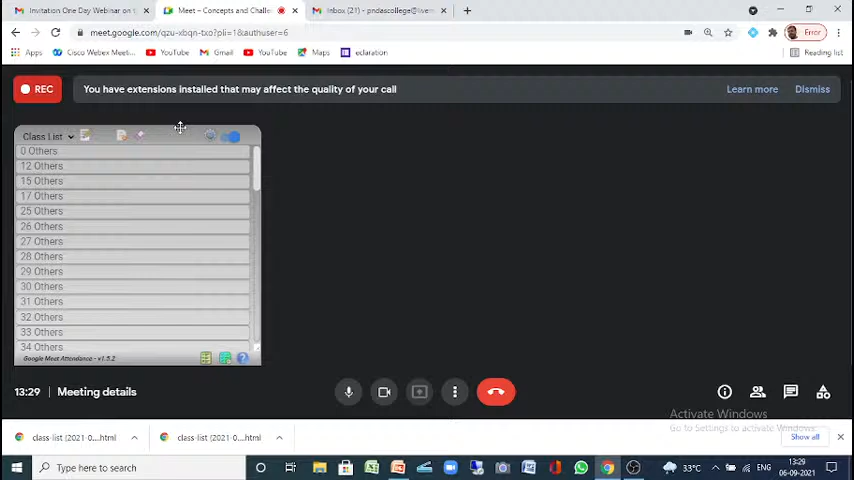 Invitation One Day Webinar on t
Meet – Concepts and Challe
Inbox (21) - pndascollege@livern
meet.google.com/qzu-xbqn-txo?pli=1&authuser=6
Error
Apps
Cisco Webex Meet...
YouTube
Gmail
YouTube
Maps
eclaration
Reading list
REC
You have extensions installed that may affect the quality of your call
Learn more
Dismiss
Class List
0 Others
12 Others
15 Others
17 Others
25 Others
26 Others
27 Others
28 Others
29 Others
30 Others
31 Others
32 Others
33 Others
34 Others
Google Meet Attendance - v1.5.2
13:29
Meeting details
Activate Windows
Go to Settings to activate Windows.
class-list (2021-0....html
class-list (2021-0....html
Show all
Type here to search
33°C
ENG
13:29
06-09-2021